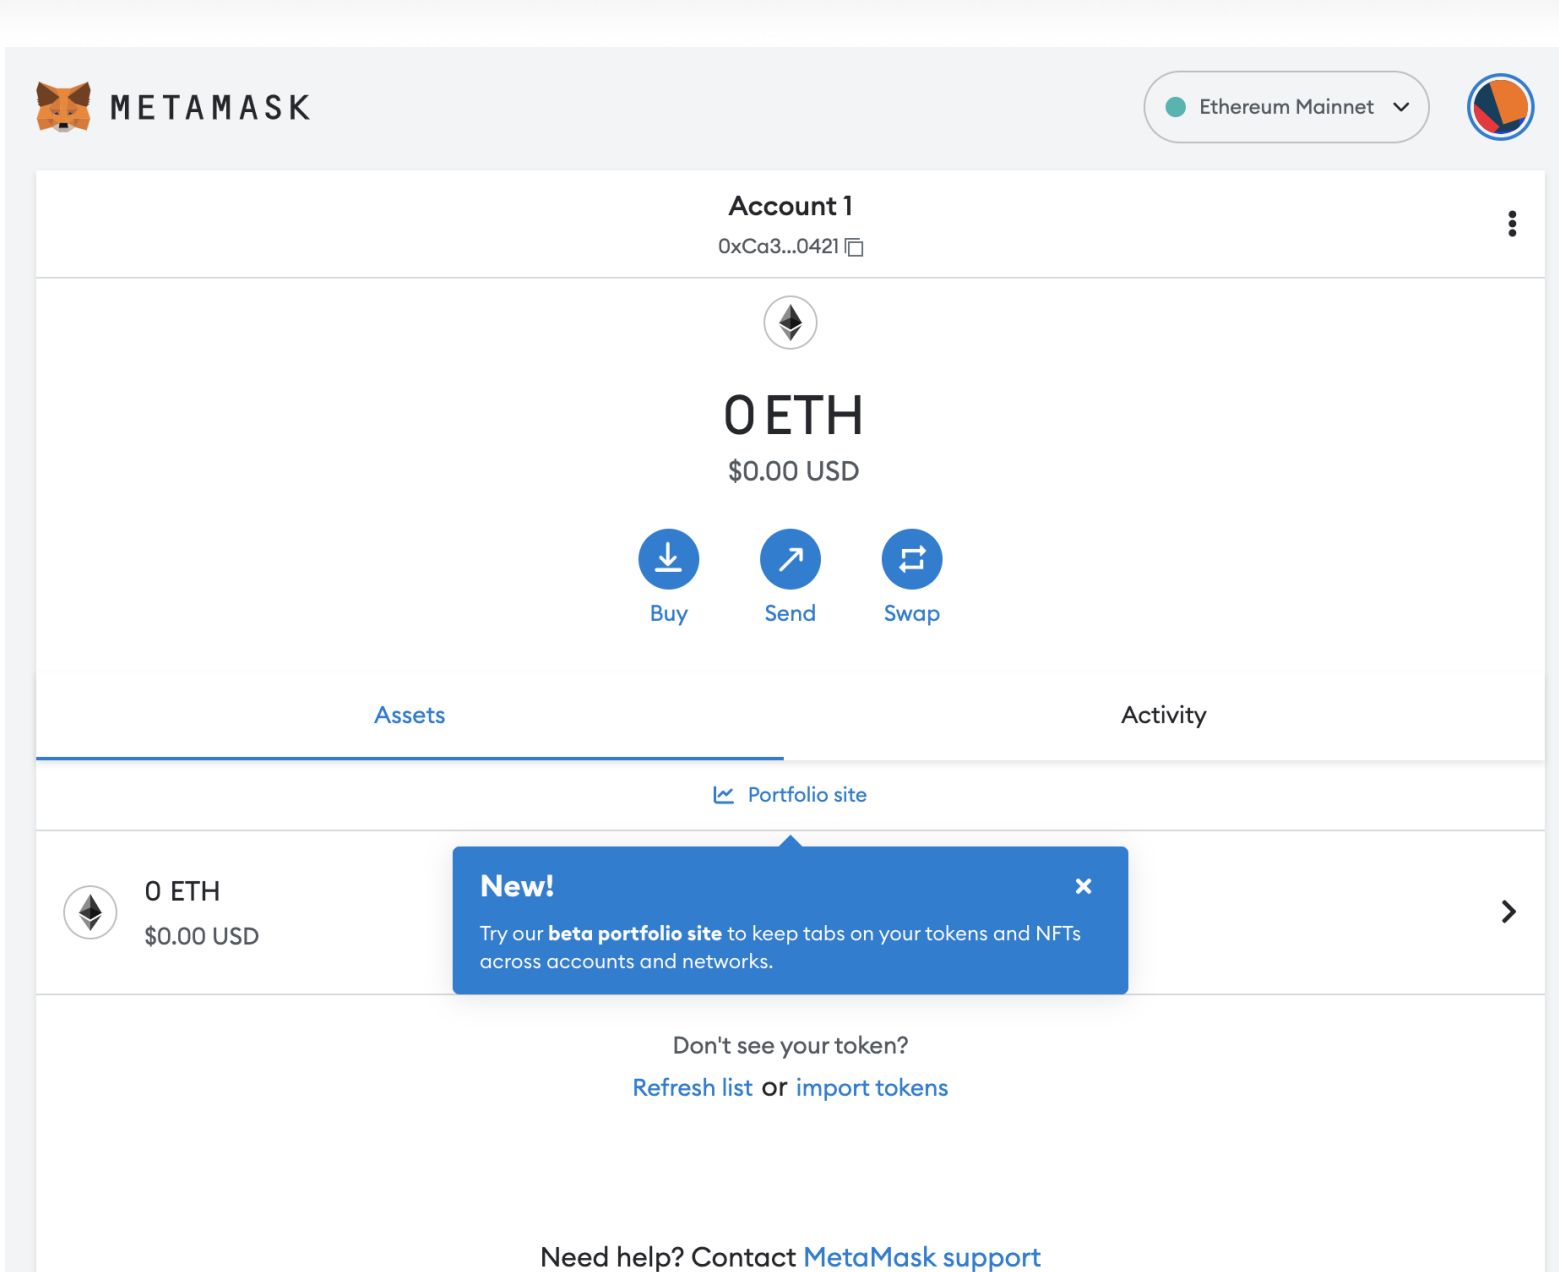 METAMASK
Ethereum Mainnet
Account 1
0xCa3...0421
0 ETH
$0.00 USD
Buy
Send
Swap
Assets
Activity
Portfolio site
0 ETH
$0.00 USD
New!
Try our beta portfolio site to keep tabs on your tokens and NFTs
across accounts and networks.
Don't see your token?
Refresh list or import tokens
Need help? Contact MetaMask support